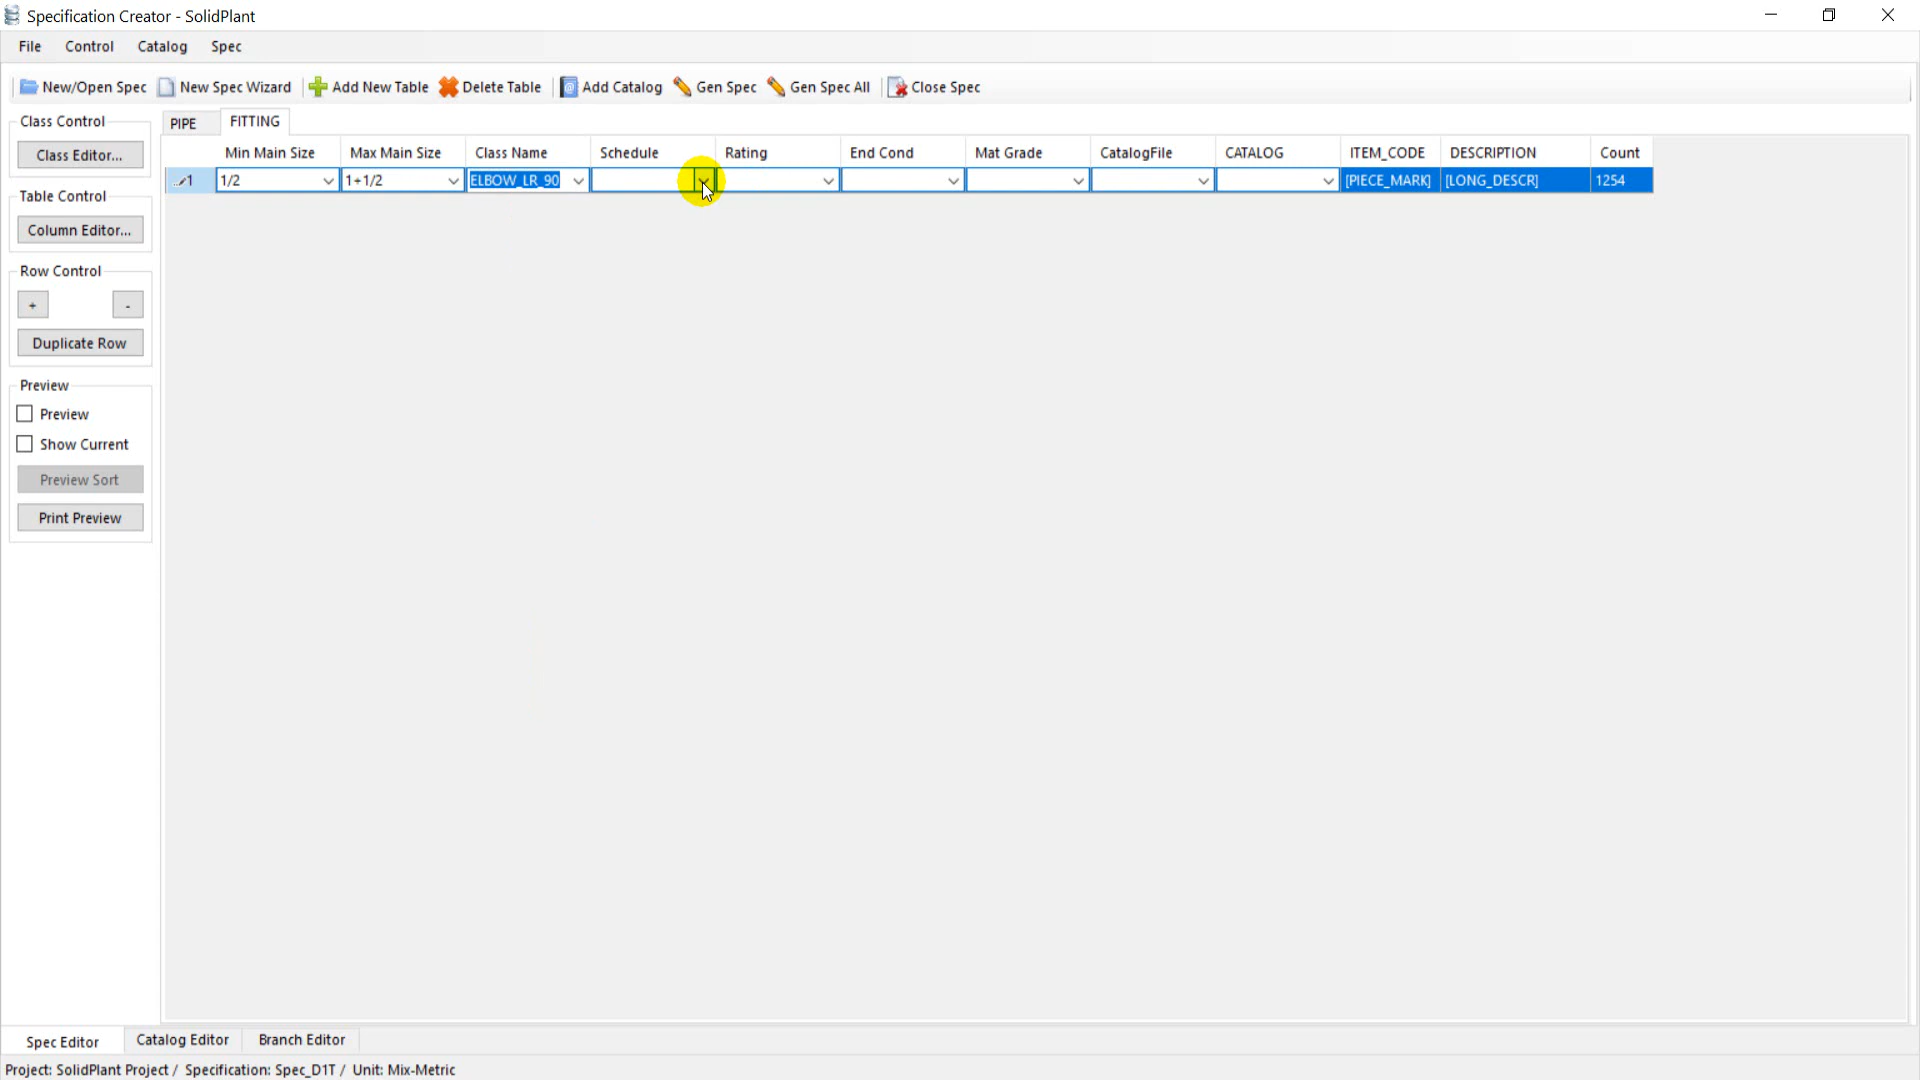 Specification Creator - SolidPlant
File Control Catalog Spec
New/Open Spec New Spec Wizard Add New Table Delete Table Add Catalog Gen Spec Gen Spec All Close Spec
Class Control
Class Editor...
Table Control
Column Editor...
Row Control
+ -
Duplicate Row
Preview
Preview
Show Current
Preview Sort
Print Preview
PIPE FITTING
Min Main Size Max Main Size Class Name Schedule Rating End Cond Mat Grade CatalogFile CATALOG ITEM_CODE DESCRIPTION Count
1 1/2 1+1/2 ELBOW_LR_90 [PIECE_MARK] [LONG_DESCR] 1254
Spec Editor Catalog Editor Branch Editor
Project: SolidPlant Project / Specification: Spec_D1T / Unit: Mix-Metric